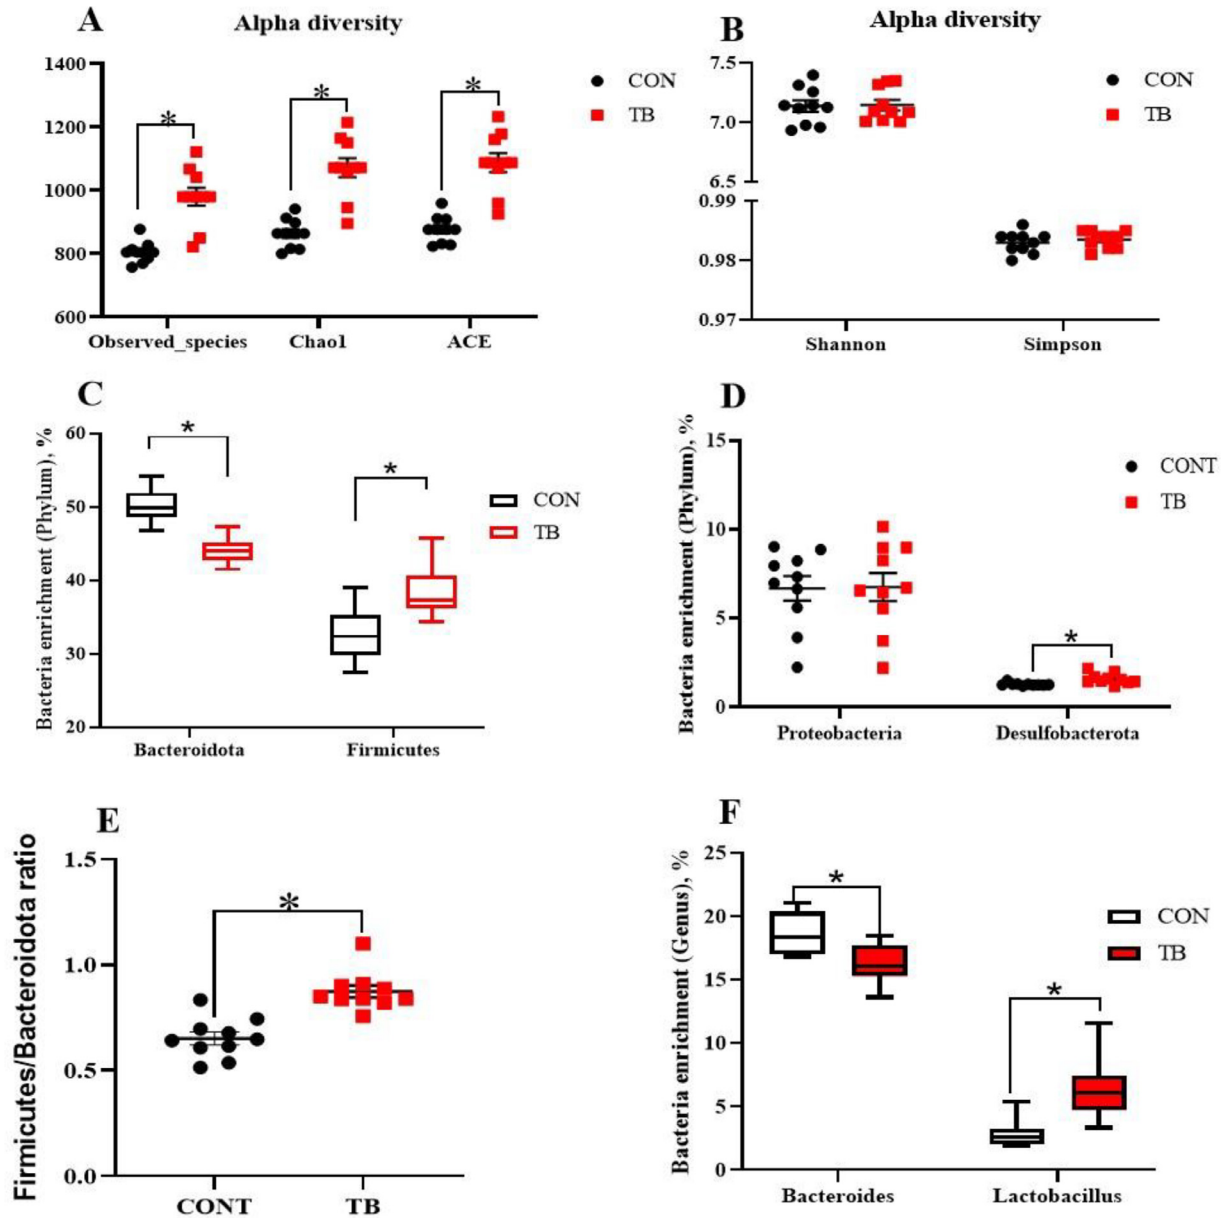 A
Alpha diversity
1400
1200
1000
800
600
*
*
*
CON
TB
Observed_species
Chao1
ACE
B
Alpha diversity
7.5
7.0
6.5
0.99
0.98
0.97
CON
TB
Shannon
Simpson
C
Bacteria enrichment (Phylum), %
60
50
40
30
20
*
*
CON
TB
Bacteroidota
Firmicutes
D
Bacteria enrichment (Phylum), %
15
10
5
0
*
CONT
TB
Proteobacteria
Desulfobacterota
E
Firmicutes/Bacteroidota ratio
1.5
1.0
0.5
0.0
*
CONT
TB
F
Bacteria enrichment (Genus), %
25
20
15
10
5
0
*
*
CON
TB
Bacteroides
Lactobacillus